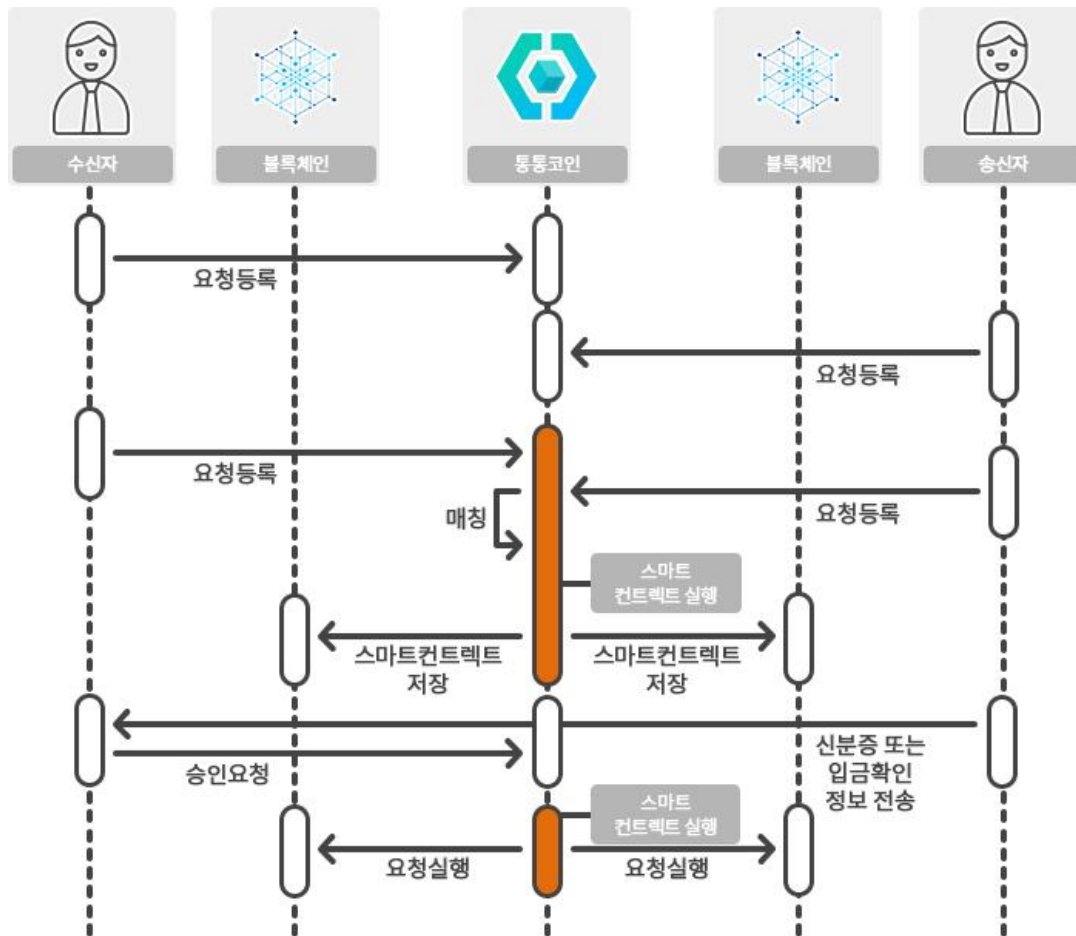 수신자
블록체인
통통코인
블록체인
송신자
요청등록
요청등록
요청등록
요청등록
매칭
스마트
컨트렉트 실행
스마트컨트렉트
저장
스마트컨트렉트
저장
신분증 또는
입금확인
정보 전송
승인요청
스마트
컨트렉트 실행
요청실행
요청실행